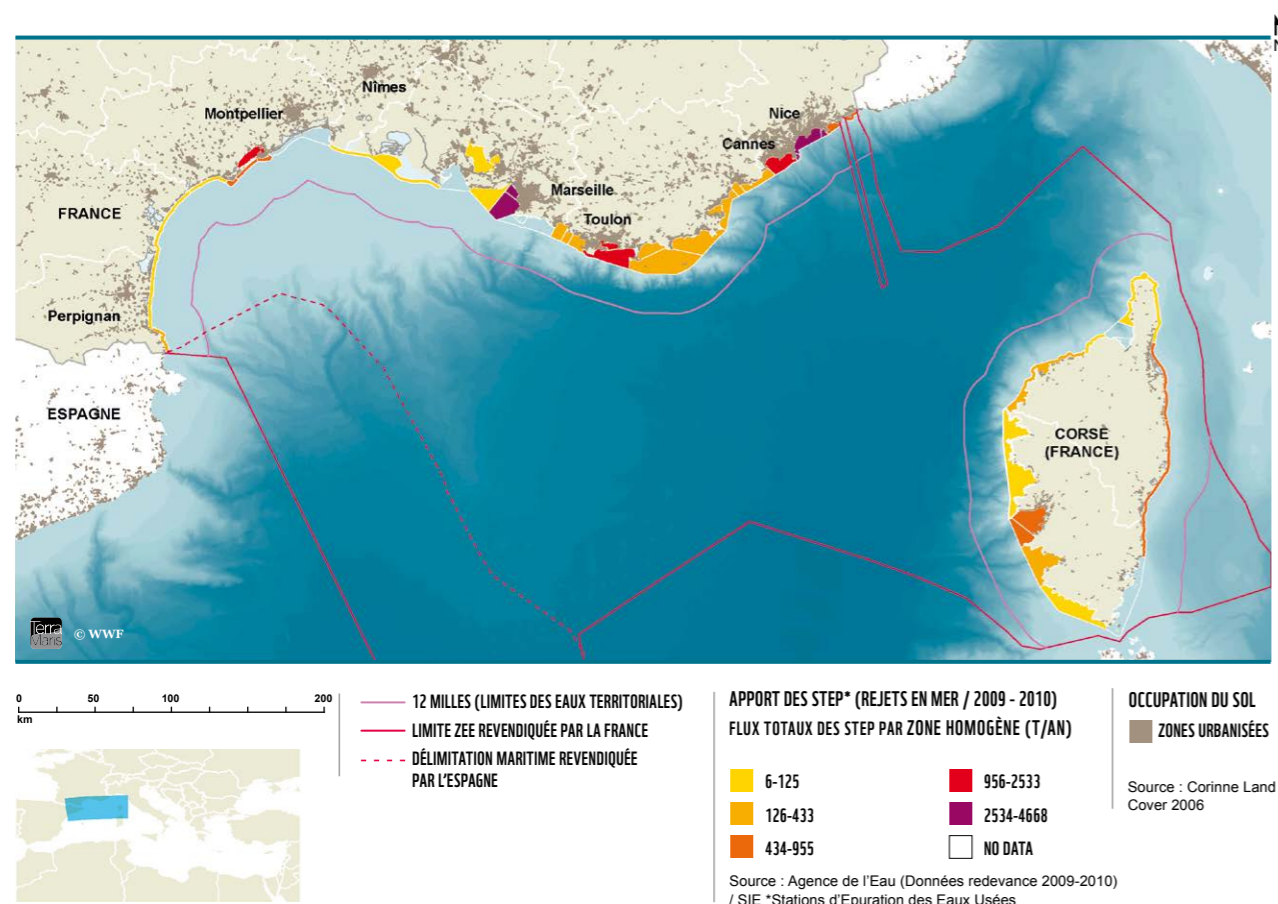 Nîmes
Montpellier
Nice
Cannes
Marseille
FRANCE
Toulon
Perpignan
ESPAGNE
CORSE
(FRANCE)
Terra
Maris
© WWF
0 50 100 200
km
12 MILLES (LIMITES DES EAUX TERRITORIALES)
LIMITE ZEE REVENDIQUÉE PAR LA FRANCE
DÉLIMITATION MARITIME REVENDIQUÉE
PAR L'ESPAGNE
APPORT DES STEP* (REJETS EN MER / 2009 - 2010)
FLUX TOTAUX DES STEP PAR ZONE HOMOGÈNE (T/AN)
6-125
126-433
434-955
956-2533
2534-4668
NO DATA
Source : Agence de l'Eau (Données redevance 2009-2010)
/ SIE *Stations d'Epuration des Eaux Usées
OCCUPATION DU SOL
ZONES URBANISÉES
Source : Corinne Land
Cover 2006